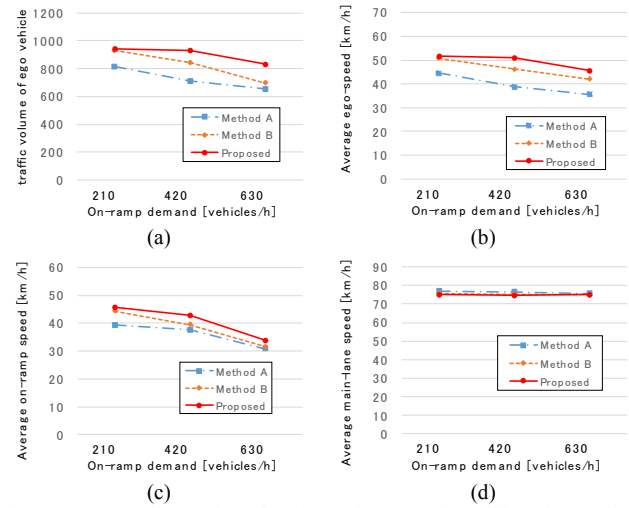 traffic volume of ego vehicle
1200
1000
800
600
400
200
0
Method A
Method B
Proposed
210 420 630
On-ramp demand [vehicles/h]
(a)
Average ego-speed [km/h]
70
60
50
40
30
20
10
0
Method A
Method B
Proposed
210 420 630
On-ramp demand [vehicles/h]
(b)
Average on-ramp speed [km/h]
60
50
40
30
20
10
0
Method A
Method B
Proposed
210 420 630
On-ramp demand [vehicles/h]
(c)
Average main-lane speed [km/h]
90
80
70
60
50
40
30
20
10
0
Method A
Method B
Proposed
210 420 630
On-ramp demand [vehicles/h]
(d)